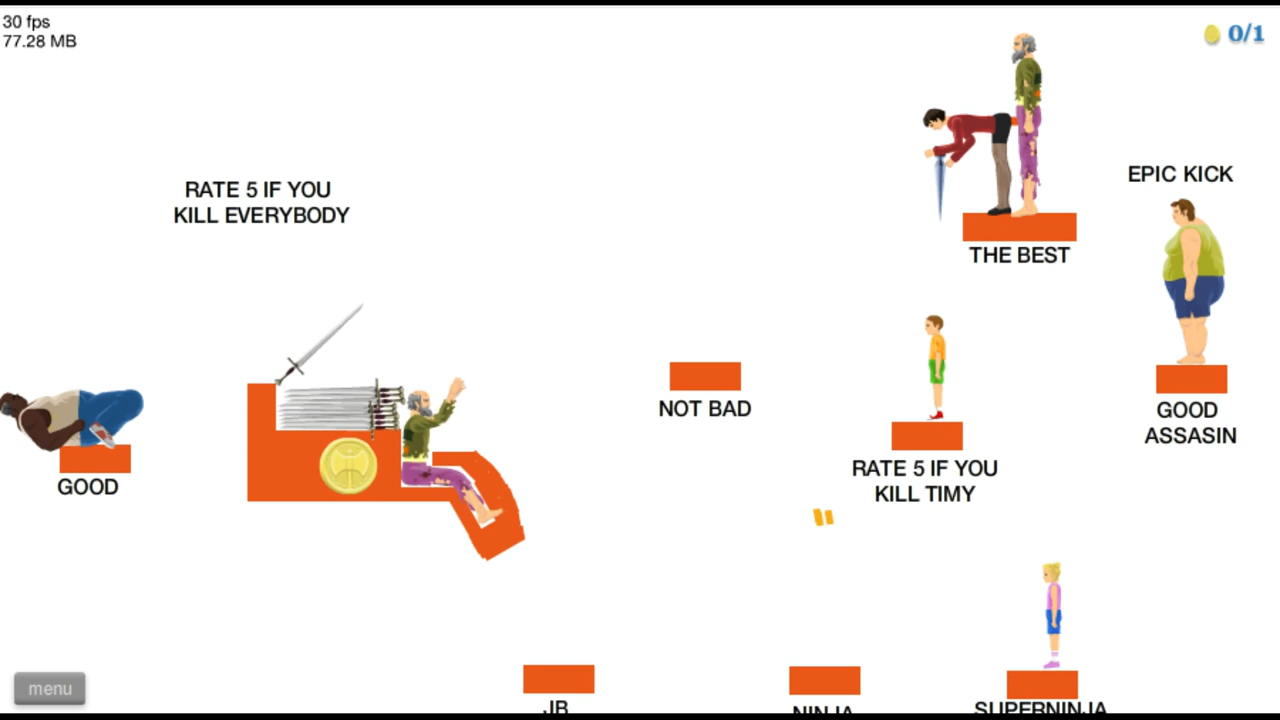 30 fps
77.28 MB
0/1
RATE 5 IF YOU
KILL EVERYBODY
EPIC KICK
THE BEST
NOT BAD
GOOD
ASSASIN
RATE 5 IF YOU
KILL TIMY
GOOD
menu
JB
NINJA
SUPERNINJA